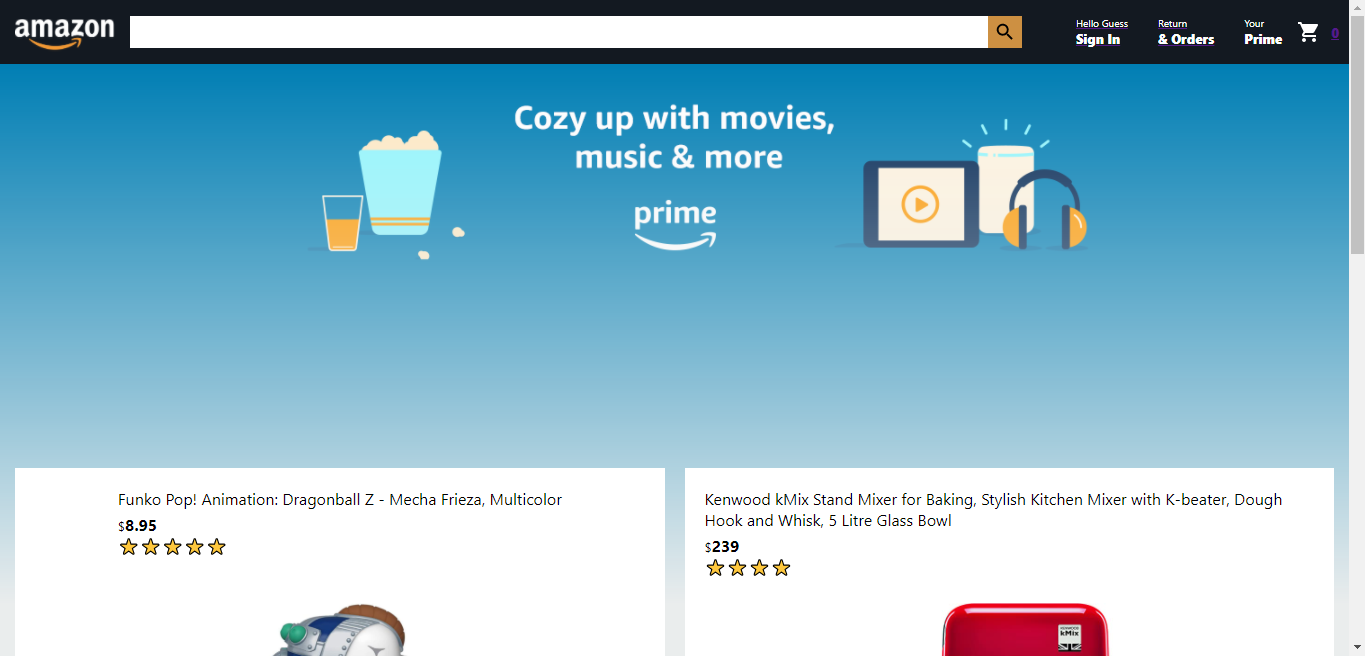 amazon
Hello Guess
Sign In
Return
& Orders
Your
Prime
0
Cozy up with movies,
music & more
prime
Funko Pop! Animation: Dragonball Z - Mecha Frieza, Multicolor
$8.95
Kenwood kMix Stand Mixer for Baking, Stylish Kitchen Mixer with K-beater, Dough
Hook and Whisk, 5 Litre Glass Bowl
$239
KENWOOD
kMix